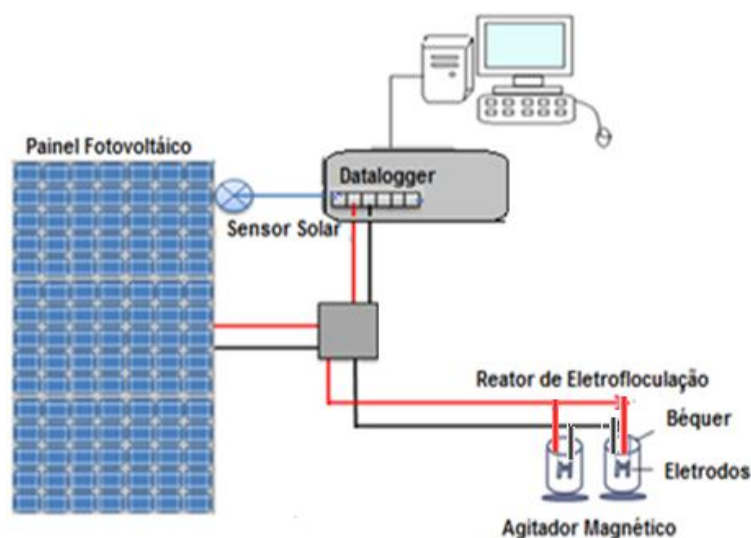 Painel Fotovoltáico
Datalogger
Sensor Solar
Reator de Eletrofloculação
Béquer
Eletrodos
Agitador Magnético